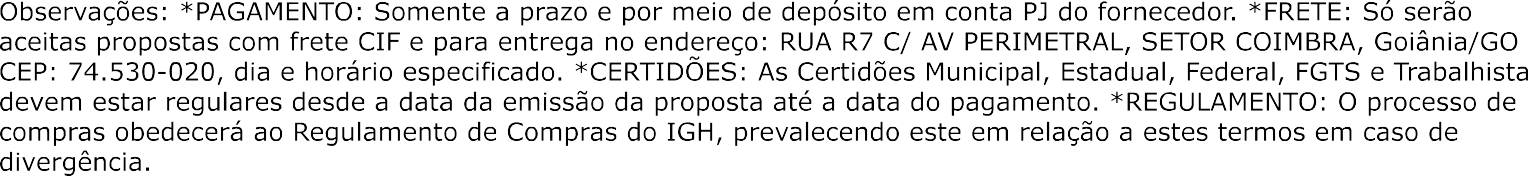 Observações: *PAGAMENTO: Somente a prazo e por meio de depósito em conta PJ do fornecedor. *FRETE: Só serão
aceitas propostas com frete CIF e para entrega no endereço: RUA R7 C/ AV PERIMETRAL, SETOR COIMBRA, Goiânia/GO
CEP: 74.530-020, dia e horário especificado. *CERTIDÕES: As Certidões Municipal, Estadual, Federal, FGTS e Trabalhista
devem estar regulares desde a data da emissão da proposta até a data do pagamento. *REGULAMENTO: O processo de
compras obedecerá ao Regulamento de Compras do IGH, prevalecendo este em relação a estes termos em caso de
divergência.